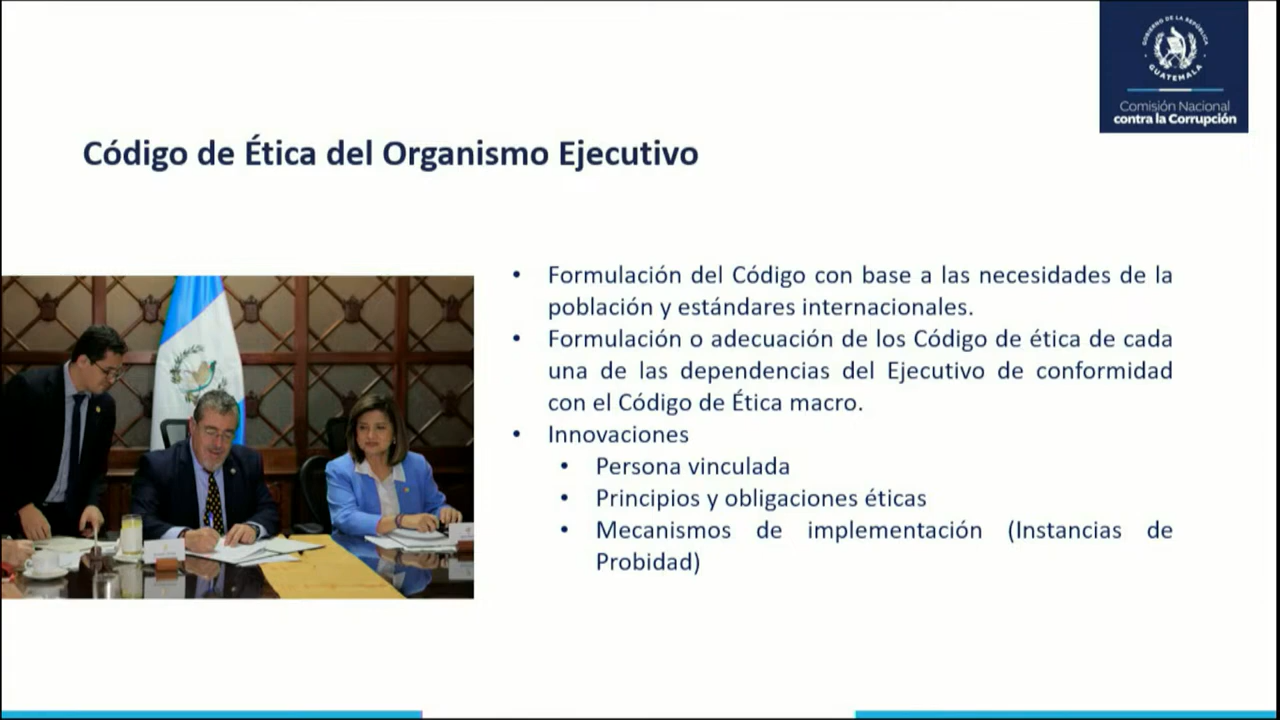 GOBIERNO DE LA REPÚBLICA
GUATEMALA
Comisión Nacional
contra la Corrupción
Código de Ética del Organismo Ejecutivo
• Formulación del Código con base a las necesidades de la
población y estándares internacionales.
• Formulación o adecuación de los Código de ética de cada
una de las dependencias del Ejecutivo de conformidad
con el Código de Ética macro.
• Innovaciones
• Persona vinculada
• Principios y obligaciones éticas
• Mecanismos de implementación (Instancias de
Probidad)